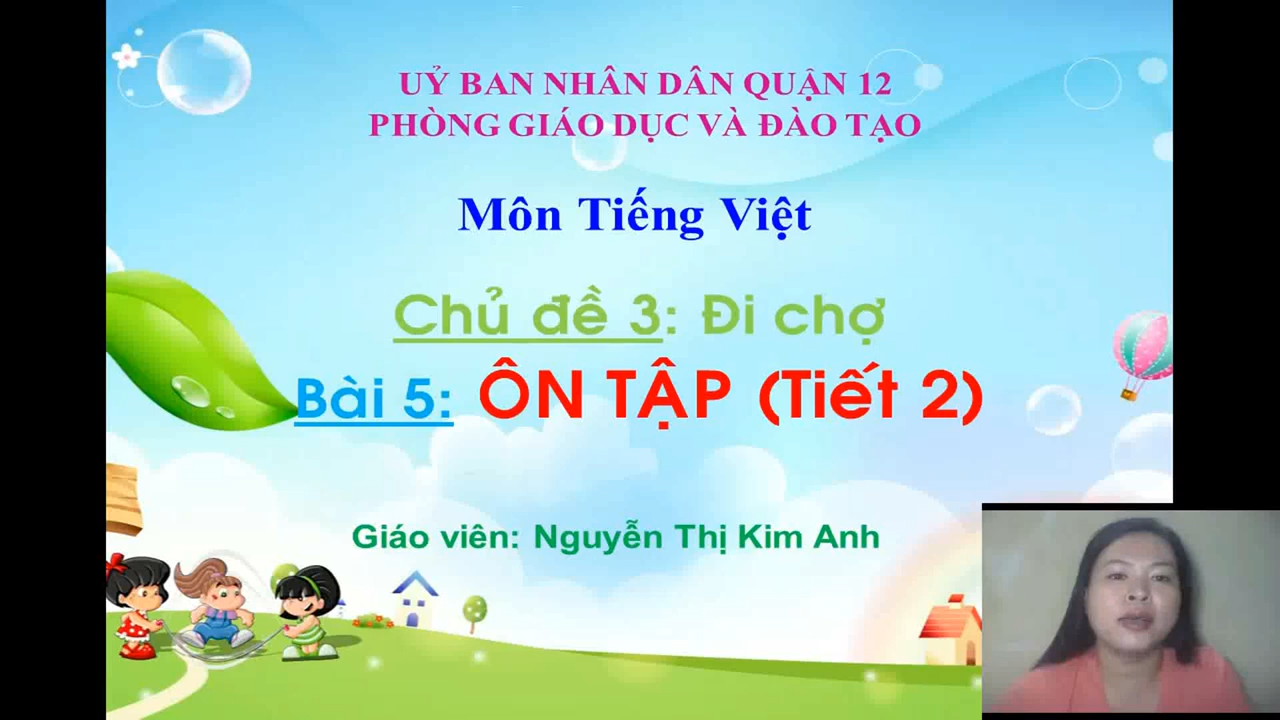 UỶ BAN NHÂN DÂN QUẬN 12
PHÒNG GIÁO DỤC VÀ ĐÀO TẠO
Môn Tiếng Việt
Chủ đề 3: Đi chợ
Bài 5: ÔN TẬP (Tiết 2)
Giáo viên: Nguyễn Thị Kim Anh